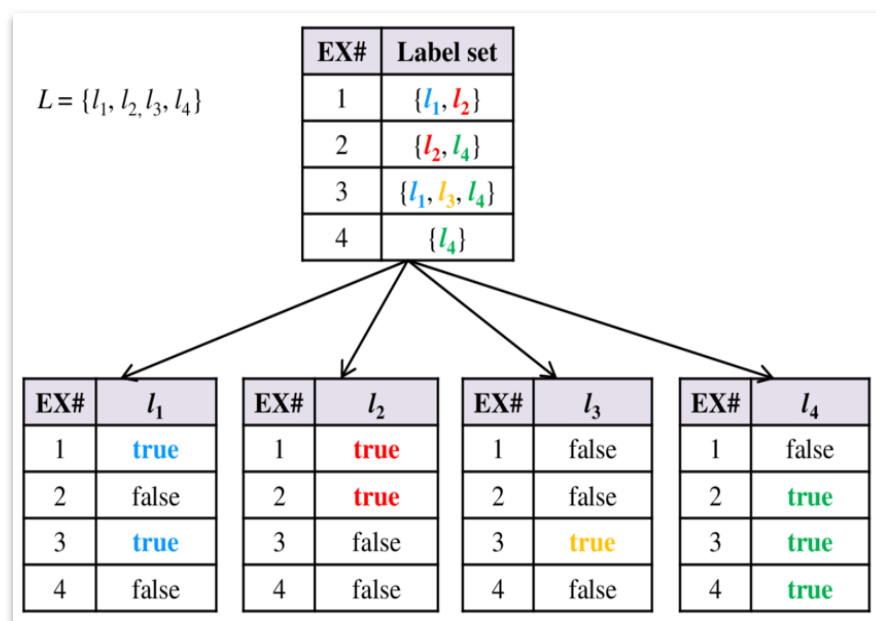 EX# Label set
L = {l1, l2, l3, l4}
1 {l1, l2}
2 {l2, l4}
3 {l1, l3, l4}
4 {l4}
EX# l1 EX# l2 EX# l3 EX# l4
1 true 1 true 1 false 1 false
2 false 2 true 2 false 2 true
3 true 3 false 3 true 3 true
4 false 4 false 4 false 4 true